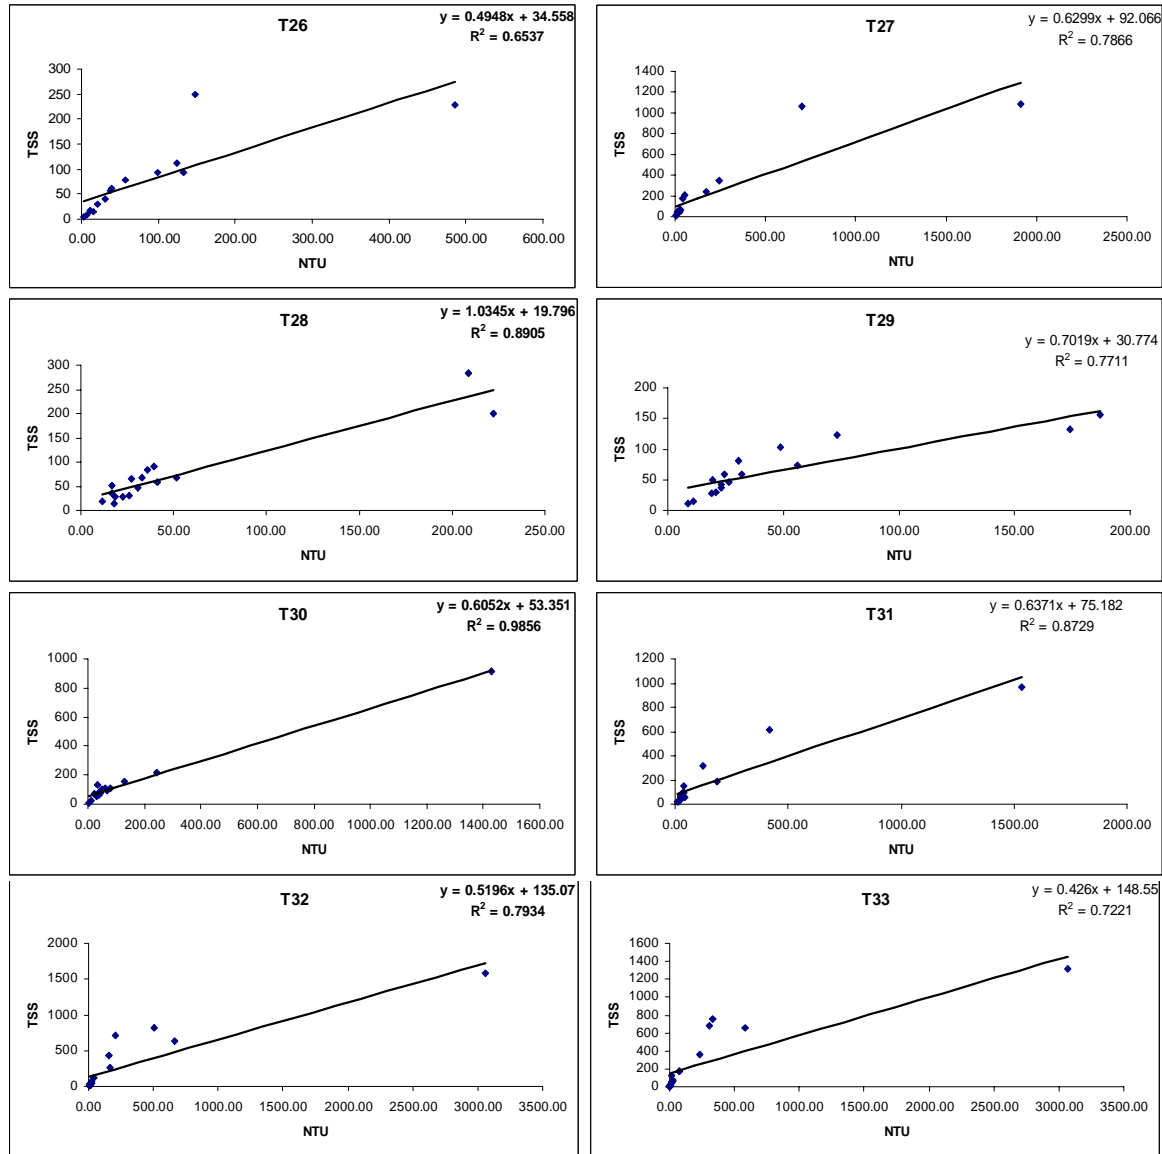 T26
y = 0.4948x + 34.558
R² = 0.6537
TSS
300
250
200
150
100
50
0
0.00 100.00 200.00 300.00 400.00 500.00 600.00
NTU
T27
y = 0.6299x + 92.066
R² = 0.7866
TSS
1400
1200
1000
800
600
400
200
0
0.00 500.00 1000.00 1500.00 2000.00 2500.00
NTU
T28
y = 1.0345x + 19.796
R² = 0.8905
TSS
300
250
200
150
100
50
0
0.00 50.00 100.00 150.00 200.00 250.00
NTU
T29
y = 0.7019x + 30.774
R² = 0.7711
TSS
200
150
100
50
0
0.00 50.00 100.00 150.00 200.00
NTU
T30
y = 0.6052x + 53.351
R² = 0.9856
TSS
1000
800
600
400
200
0
0.00 200.00 400.00 600.00 800.00 1000.00 1200.00 1400.00 1600.00
NTU
T31
y = 0.6371x + 75.182
R² = 0.8729
TSS
1200
1000
800
600
400
200
0
0.00 500.00 1000.00 1500.00 2000.00
NTU
T32
y = 0.5196x + 135.07
R² = 0.7934
TSS
2000
1500
1000
500
0
0.00 500.00 1000.00 1500.00 2000.00 2500.00 3000.00 3500.00
NTU
T33
y = 0.426x + 148.55
R² = 0.7221
TSS
1600
1400
1200
1000
800
600
400
200
0
0.00 500.00 1000.00 1500.00 2000.00 2500.00 3000.00 3500.00
NTU